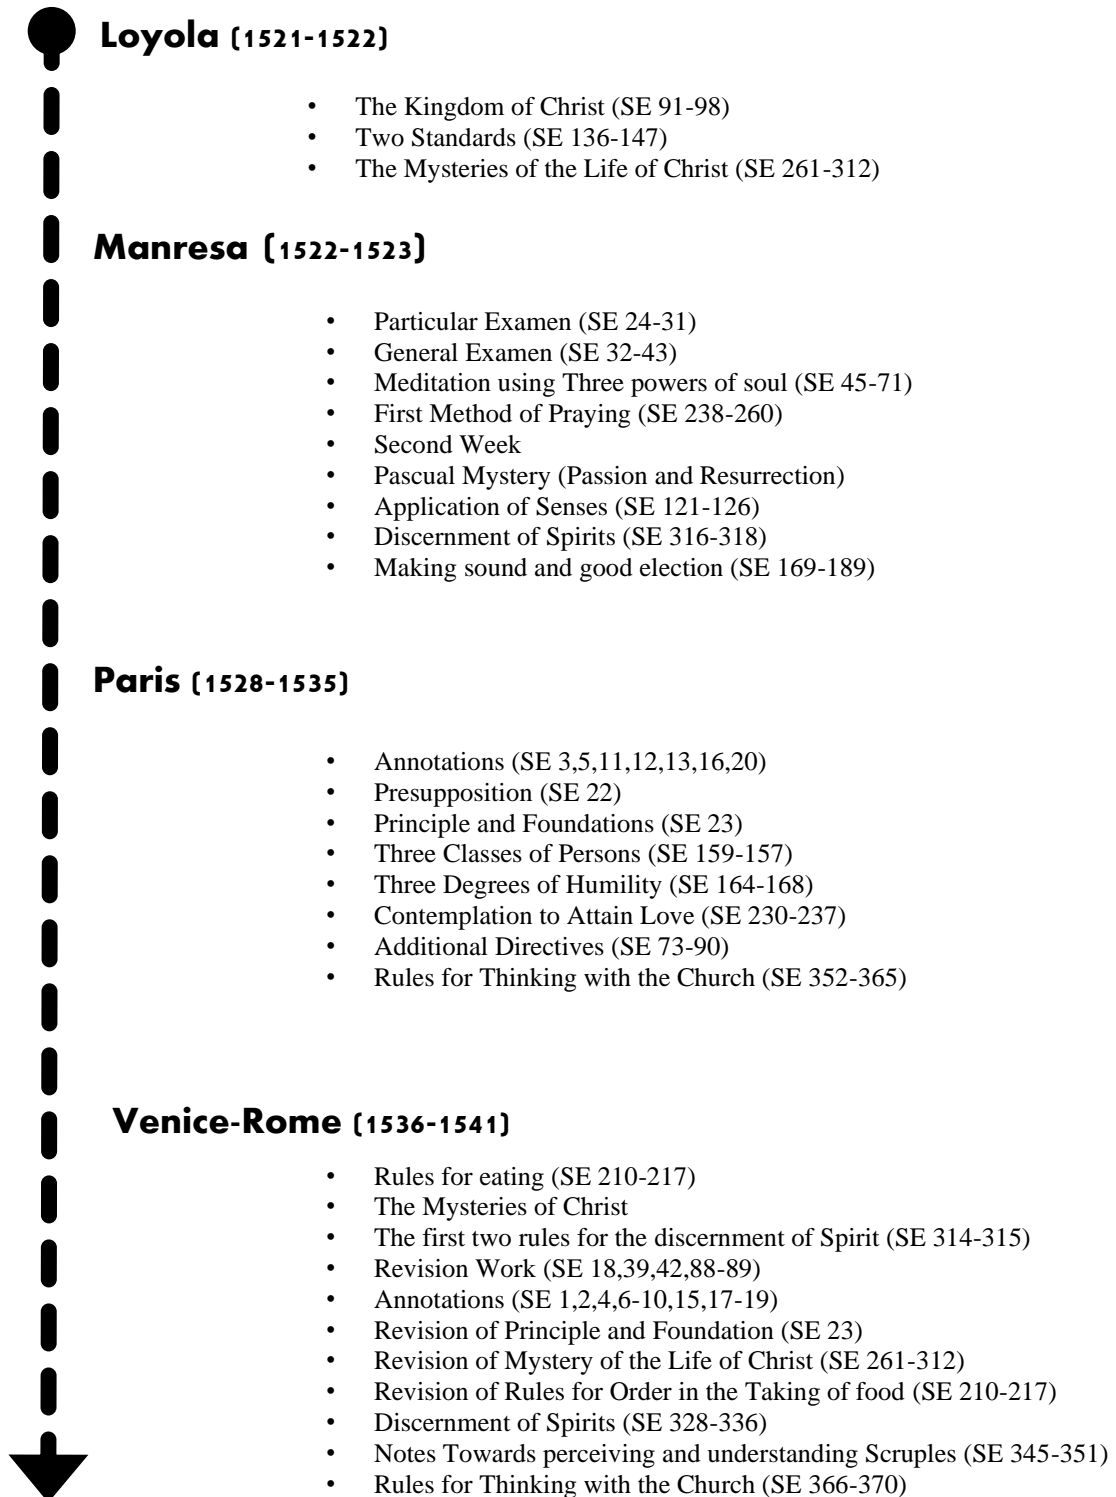 Loyola (1521-1522)
• The Kingdom of Christ (SE 91-98)
• Two Standards (SE 136-147)
• The Mysteries of the Life of Christ (SE 261-312)
Manresa (1522-1523)
• Particular Examen (SE 24-31)
• General Examen (SE 32-43)
• Meditation using Three powers of soul (SE 45-71)
• First Method of Praying (SE 238-260)
• Second Week
• Pascual Mystery (Passion and Resurrection)
• Application of Senses (SE 121-126)
• Discernment of Spirits (SE 316-318)
• Making sound and good election (SE 169-189)
Paris (1528-1535)
• Annotations (SE 3,5,11,12,13,16,20)
• Presupposition (SE 22)
• Principle and Foundations (SE 23)
• Three Classes of Persons (SE 159-157)
• Three Degrees of Humility (SE 164-168)
• Contemplation to Attain Love (SE 230-237)
• Additional Directives (SE 73-90)
• Rules for Thinking with the Church (SE 352-365)
Venice-Rome (1536-1541)
• Rules for eating (SE 210-217)
• The Mysteries of Christ
• The first two rules for the discernment of Spirit (SE 314-315)
• Revision Work (SE 18,39,42,88-89)
• Annotations (SE 1,2,4,6-10,15,17-19)
• Revision of Principle and Foundation (SE 23)
• Revision of Mystery of the Life of Christ (SE 261-312)
• Revision of Rules for Order in the Taking of food (SE 210-217)
• Discernment of Spirits (SE 328-336)
• Notes Towards perceiving and understanding Scruples (SE 345-351)
• Rules for Thinking with the Church (SE 366-370)